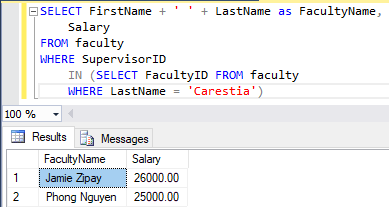 SELECT FirstName + ' ' + LastName as FacultyName,
Salary
FROM faculty
WHERE SupervisorID
IN (SELECT FacultyID FROM faculty
WHERE LastName = 'Carestia')
100 %
Results Messages
FacultyName Salary
1 Jamie Zipay 26000.00
2 Phong Nguyen 25000.00